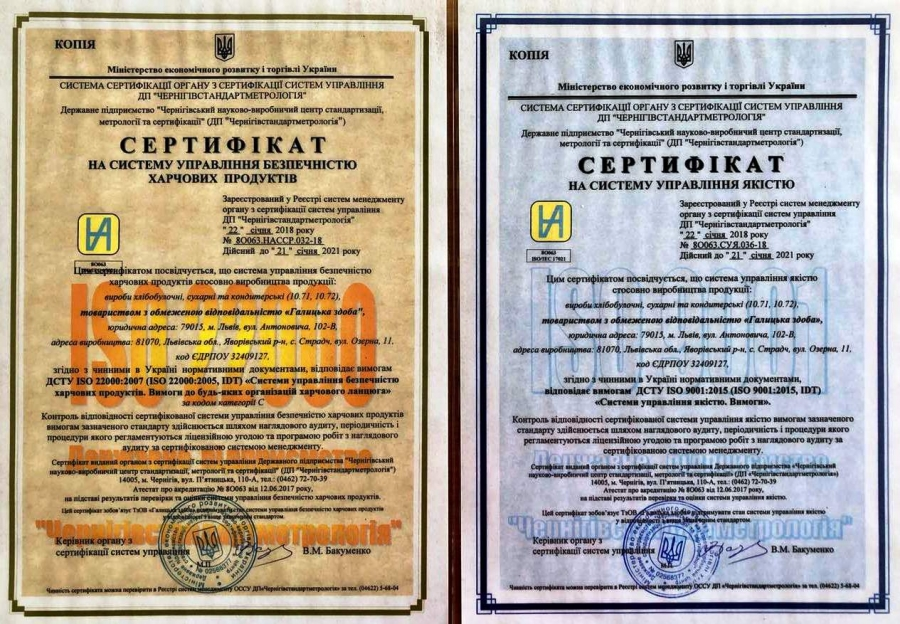 КОПІЯ
Міністерство економічного розвитку і торгівлі України
СИСТЕМА СЕРТИФІКАЦІЇ ОРГАНУ З СЕРТИФІКАЦІЇ СИСТЕМ УПРАВЛІННЯ
ДП "ЧЕРНІГІВСТАНДАРТМЕТРОЛОГІЯ"
Державне підприємство "Чернігівський науково-виробничий центр стандартизації,
метрології та сертифікації" (ДП "Чернігівстандартметрологія")
СЕРТИФІКАТ
НА СИСТЕМУ УПРАВЛІННЯ БЕЗПЕЧНІСТЮ
ХАРЧОВИХ ПРОДУКТІВ
Зареєстрований у Реєстрі систем менеджменту
органу з сертифікації систем управління
ДП "Чернігівстандартметрологія"
"22" січня 2018 року
№ 8О063.НАССР.032-18
Дійсний до "21" січня 2021 року
8О063
Цим сертифікатом посвідчується, що система управління безпечністю
харчових продуктів стосовно виробництва продукції:
вироби хлібобулочні, сухарні та кондитерські (10.71, 10.72),
товариством з обмеженою відповідальністю "Галицька здоба",
юридична адреса: 79015, м. Львів, вул. Антоновича, 102-В,
адреса виробництва: 81070, Львівська обл., Яворівський р-н, с. Страдч, вул. Озерна, 11,
код ЄДРПОУ 32409127,
згідно з чинними в Україні нормативними документами, відповідає вимогам
ДСТУ ISO 22000:2007 (ISO 22000:2005, IDT) «Системи управління безпечністю
харчових продуктів. Вимоги до будь-яких організацій харчового ланцюга»
за кодом категорії С
Контроль відповідності сертифікованої системи управління безпечністю харчових продуктів
вимогам зазначеного стандарту здійснюється шляхом наглядового аудиту, періодичність і
процедури якого регламентуються ліцензійною угодою та програмою робіт з наглядового
аудиту за сертифікованою системою менеджменту.
Сертифікат виданий органом з сертифікації систем управління Державного підприємства "Чернігівський
науково-виробничий центр стандартизації, метрології та сертифікації" (ДП "Чернігівстандартметрологія")
14005, м. Чернігів, вул. П'ятницька, 110-А, тел.: (0462) 72-70-39
Атестат про акредитацію № 8О063 від 12.06.2017 року,
на підставі результатів перевірки та оцінки системи управління безпечністю харчових продуктів.
"Чернігівстандартметрологія"
Керівник органу з
сертифікації систем управління В.М. Бакуменко
М.П.
Чинність сертифіката можна перевірити в Реєстрі систем менеджменту ОССУ ДП «Чернігівстандартметрологія» за тел. (04622) 5-68-04
КОПІЯ
Міністерство економічного розвитку і торгівлі України
СИСТЕМА СЕРТИФІКАЦІЇ ОРГАНУ З СЕРТИФІКАЦІЇ СИСТЕМ УПРАВЛІННЯ
ДП "ЧЕРНІГІВСТАНДАРТМЕТРОЛОГІЯ"
Державне підприємство "Чернігівський науково-виробничий центр стандартизації,
метрології та сертифікації" (ДП "Чернігівстандартметрологія")
СЕРТИФІКАТ
НА СИСТЕМУ УПРАВЛІННЯ ЯКІСТЮ
Зареєстрований у Реєстрі систем менеджменту
органу з сертифікації систем управління
ДП "Чернігівстандартметрологія"
"22" січня 2018 року
№ 8О063.СУЯ.036-18
Дійсний до "21" січня 2021 року
8О063
ISO/IEC 17021
Цим сертифікатом посвідчується, що система управління якістю
стосовно виробництва продукції:
вироби хлібобулочні, сухарні та кондитерські (10.71, 10.72),
товариством з обмеженою відповідальністю «Галицька здоба»,
юридична адреса: 79015, м. Львів, вул. Антоновича, 102-В,
адреса виробництва: 81070, Львівська обл., Яворівський р-н, с. Страдч, вул. Озерна, 11,
код ЄДРПОУ 32409127,
згідно з чинними в Україні нормативними документами,
відповідає вимогам ДСТУ ISO 9001:2015 (ISO 9001:2015, IDT)
«Системи управління якістю. Вимоги».
Контроль відповідності сертифікованої системи управління якістю вимогам зазначеного
стандарту здійснюється шляхом наглядового аудиту, періодичність і процедури якого
регламентуються ліцензійною угодою та програмою робіт з наглядового аудиту за
сертифікованою системою менеджменту.
Сертифікат виданий органом з сертифікації систем управління Державного підприємства «Чернігівський
науково-виробничий центр стандартизації, метрології та сертифікації» (ДП «Чернігівстандартметрологія»)
14005, м. Чернігів, вул. П'ятницька, 110-А, тел.: (0462) 72-70-39
Атестат про акредитацію № 8О063 від 12.06.2017 року,
на підставі результатів перевірки та оцінки системи управління якістю.
"Чернігівстандартметрологія"
Керівник органу з
сертифікації систем управління В.М. Бакуменко
М.П.
Чинність сертифіката можна перевірити в Реєстрі систем менеджменту ОССУ ДП «Чернігівстандартметрологія» за тел. (04622) 5-68-04